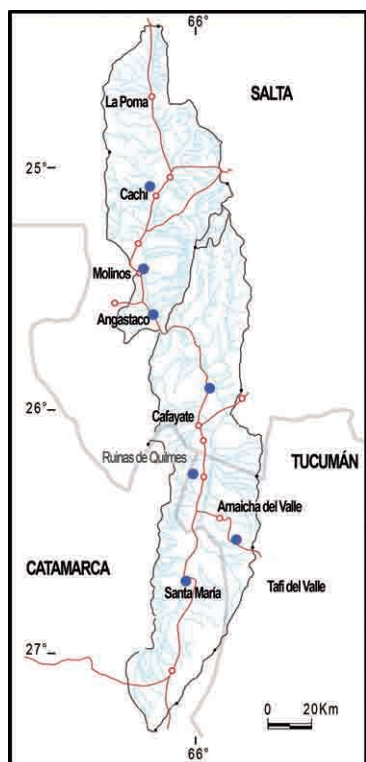 66°
SALTA
La Poma
25°
Cachi
Molinos
Angastaco
26°
Cafayate
Ruinas de Quilmes
TUCUMÁN
Amaicha del Valle
CATAMARCA
Santa María
Tafi del Valle
27°
0 20Km
66°